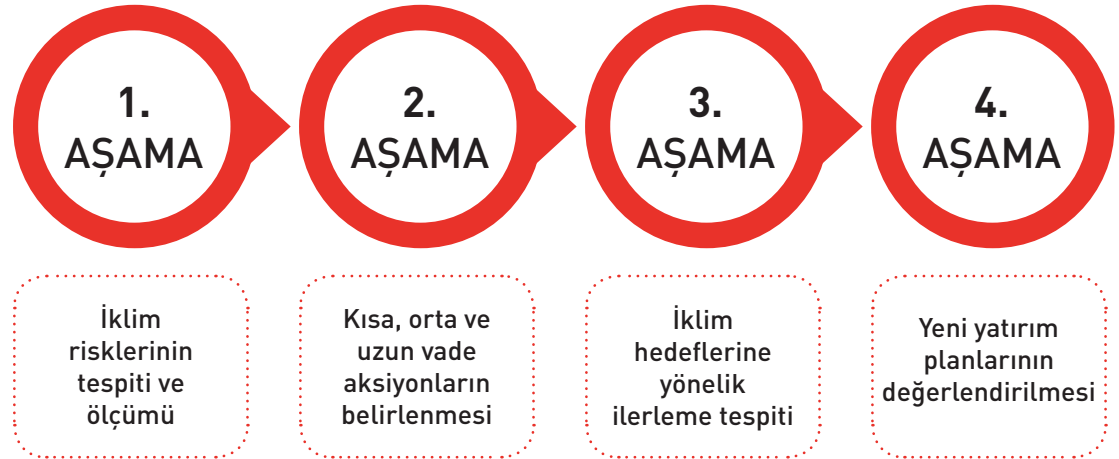 1.
AŞAMA
2.
AŞAMA
3.
AŞAMA
4.
AŞAMA
İklim
risklerinin
tespiti ve
ölçümü
Kısa, orta ve
uzun vade
aksiyonların
belirlenmesi
İklim
hedeflerine
yönelik
ilerleme tespiti
Yeni yatırım
planlarının
değerlendirilmesi